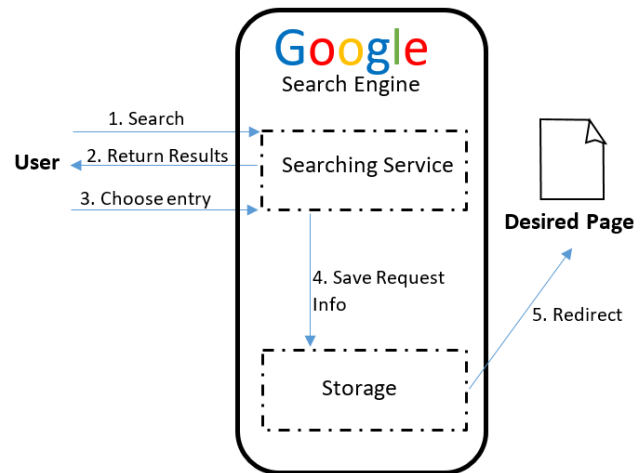 Google
Search Engine
1. Search
User
2. Return Results
Searching Service
3. Choose entry
Desired Page
4. Save Request
Info
5. Redirect
Storage